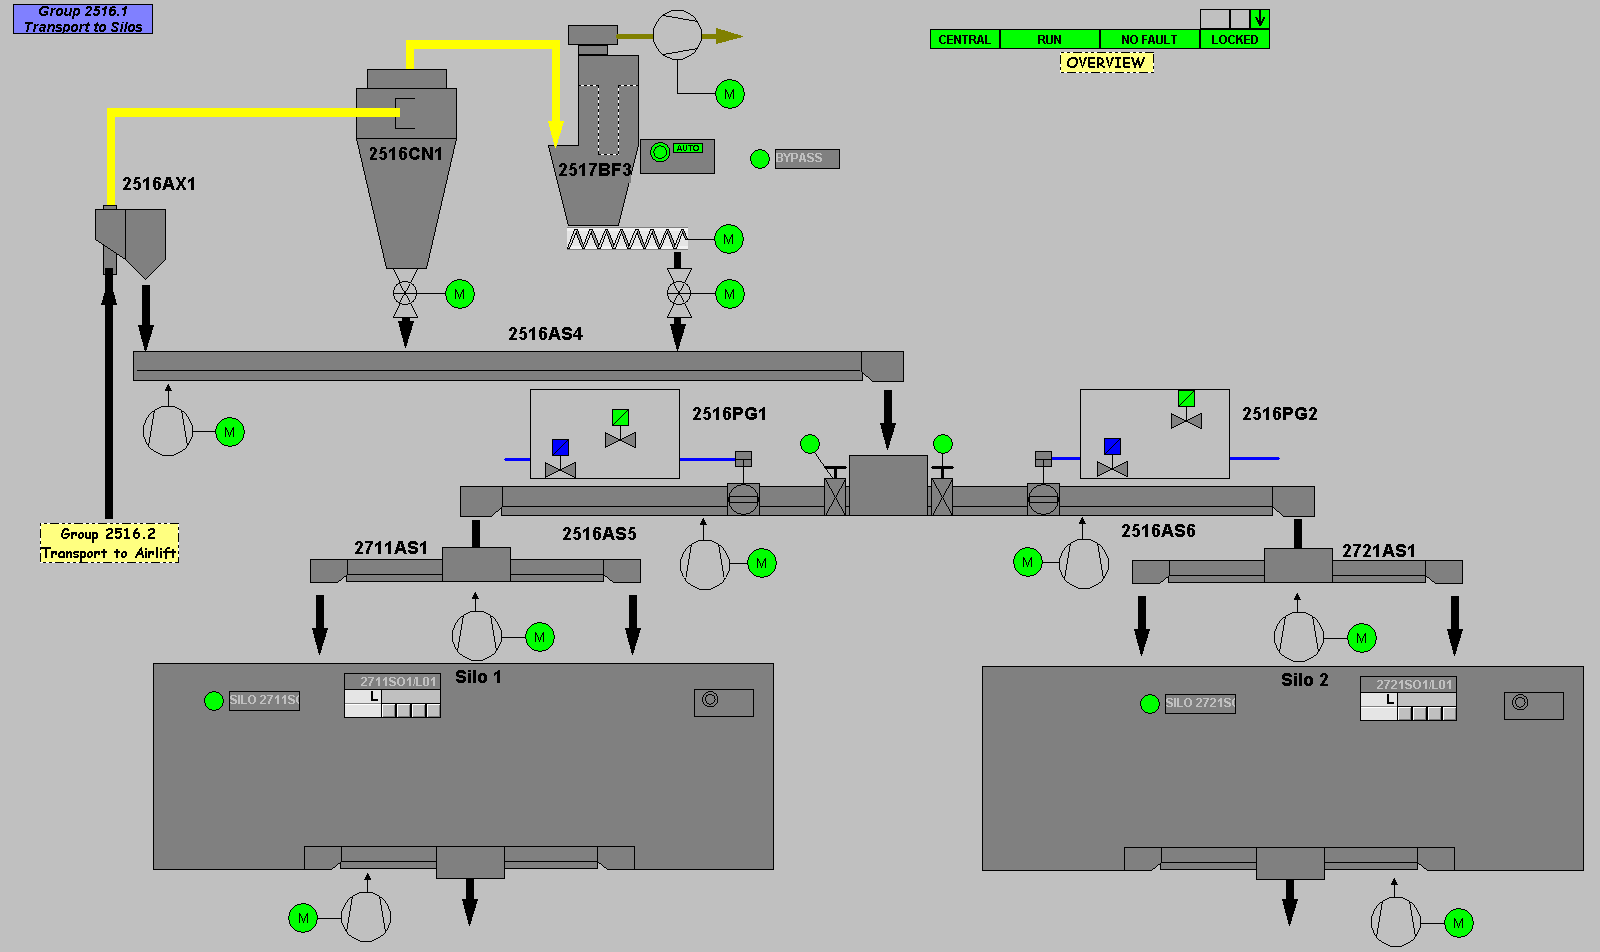 Group 2516.1
Transport to Silos
CENTRAL
RUN
NO FAULT
LOCKED
OVERVIEW
M
2516CN1
2517BF3
AUTO
BYPASS
2516AX1
M
M
M
2516AS4
M
2516PG1
2516PG2
Group 2516.2
Transport to Airlift
2711AS1
2516AS5
M
M
2516AS6
2721AS1
M
M
Silo 1
Silo 2
SILO 2711S
2711SO1/L01
L
SILO 2721S
2721SO1/L01
L
M
M